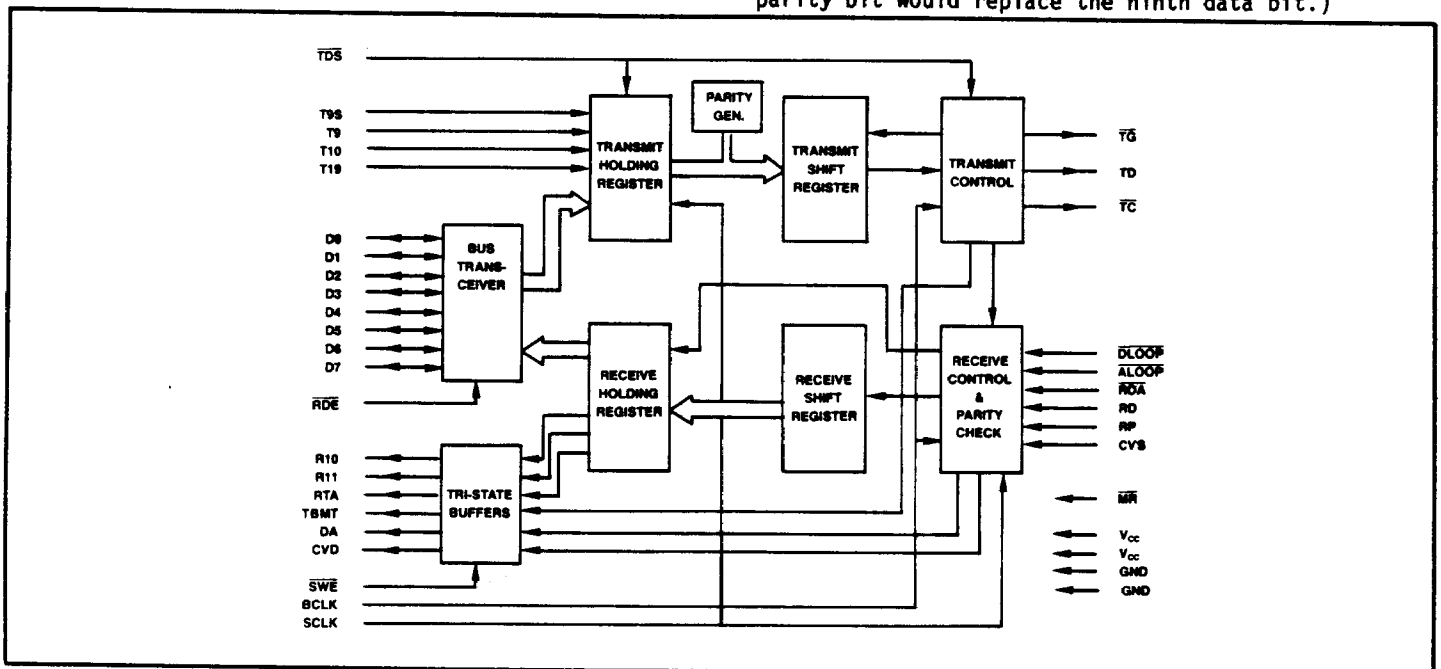 parity bit would replace the ninth data bit.)
TDS
T9S
T9
T10
T19
D0
D1
D2
D3
D4
D5
D6
D7
RDE
R10
R11
RTA
TBMT
DA
CVD
SWE
BCLK
SCLK
BUS
TRANS-
CEIVER
TRI-STATE
BUFFERS
TRANSMIT
HOLDING
REGISTER
PARITY
GEN.
TRANSMIT
SHIFT
REGISTER
TRANSMIT
CONTROL
RECEIVE
HOLDING
REGISTER
RECEIVE
SHIFT
REGISTER
RECEIVE
CONTROL
&
PARITY
CHECK
TG
TD
TC
DLOOP
ALOOP
RDA
RD
RP
CVS
MR
Vcc
Vcc
GND
GND